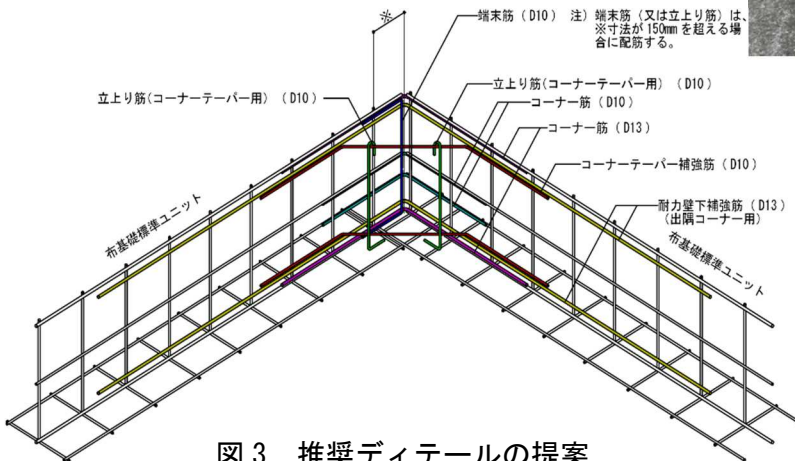 ※
端末筋（D10） 注）端末筋（又は立上り筋）は、
※寸法が150mmを超える場
合に配筋する。
立上り筋(コーナーテーパー用)（D10）
立上り筋(コーナーテーパー用)（D10）
コーナー筋（D10）
コーナー筋（D13）
コーナーテーパー補強筋（D10）
耐力壁下補強筋（D13）
（出隅コーナー用）
布基礎標準ユニット
布基礎標準ユニット
図３　推奨ディテールの提案